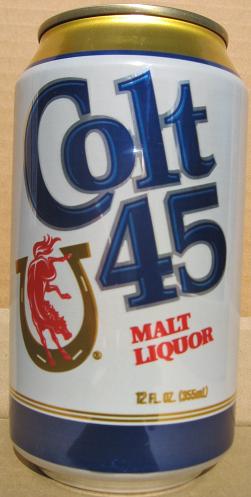 Colt
45
MALT
LIQUOR
®
12 FL. OZ. (355ml)